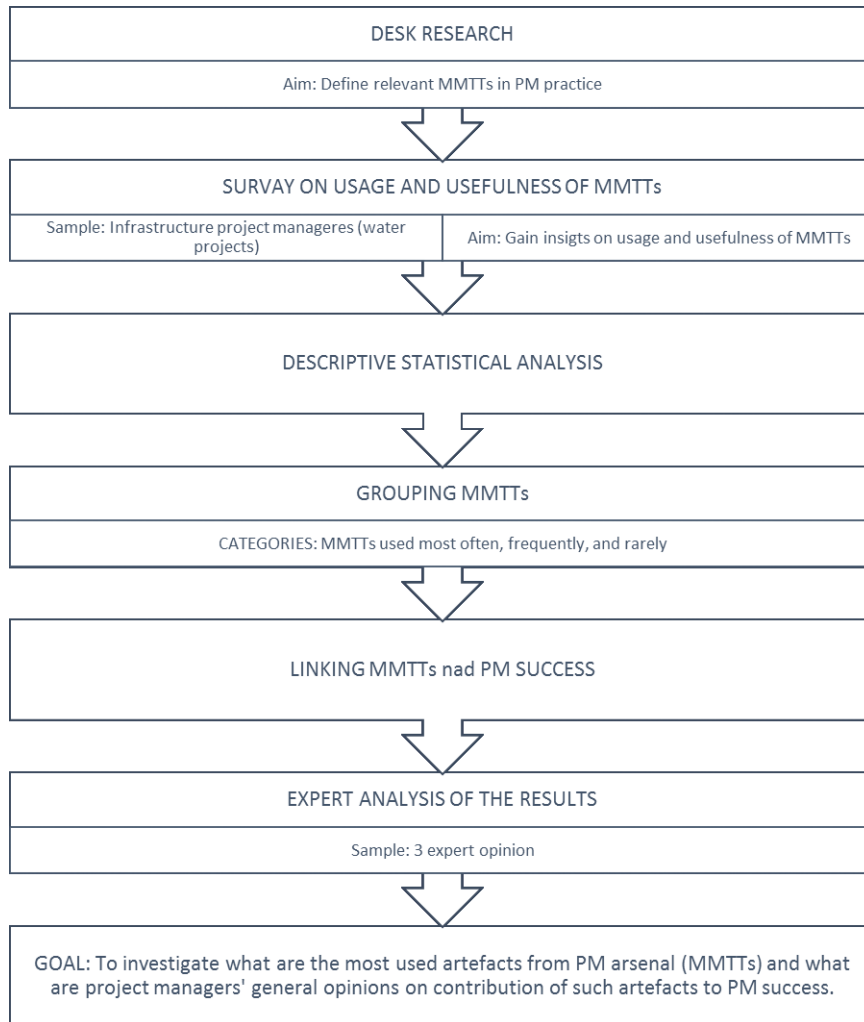 DESK RESEARCH
Aim: Define relevant MMTTs in PM practice
SURVAY ON USAGE AND USEFULNESS OF MMTTs
Sample: Infrastructure project manageres (water
projects)
Aim: Gain insigts on usage and usefulness of MMTTs
DESCRIPTIVE STATISTICAL ANALYSIS
GROUPING MMTTs
CATEGORIES: MMTTs used most often, frequently, and rarely
LINKING MMTTs nad PM SUCCESS
EXPERT ANALYSIS OF THE RESULTS
Sample: 3 expert opinion
GOAL: To investigate what are the most used artefacts from PM arsenal (MMTTs) and what
are project managers' general opinions on contribution of such artefacts to PM success.